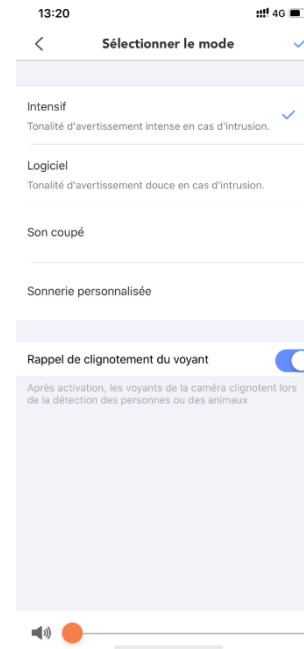 13:20
4G
Sélectionner le mode
Intensif
Tonalité d'avertissement intense en cas d'intrusion.
Logiciel
Tonalité d'avertissement douce en cas d'intrusion.
Son coupé
Sonnerie personnalisée
Rappel de clignotement du voyant
Après activation, les voyants de la caméra clignotent lors
de la détection des personnes ou des animaux